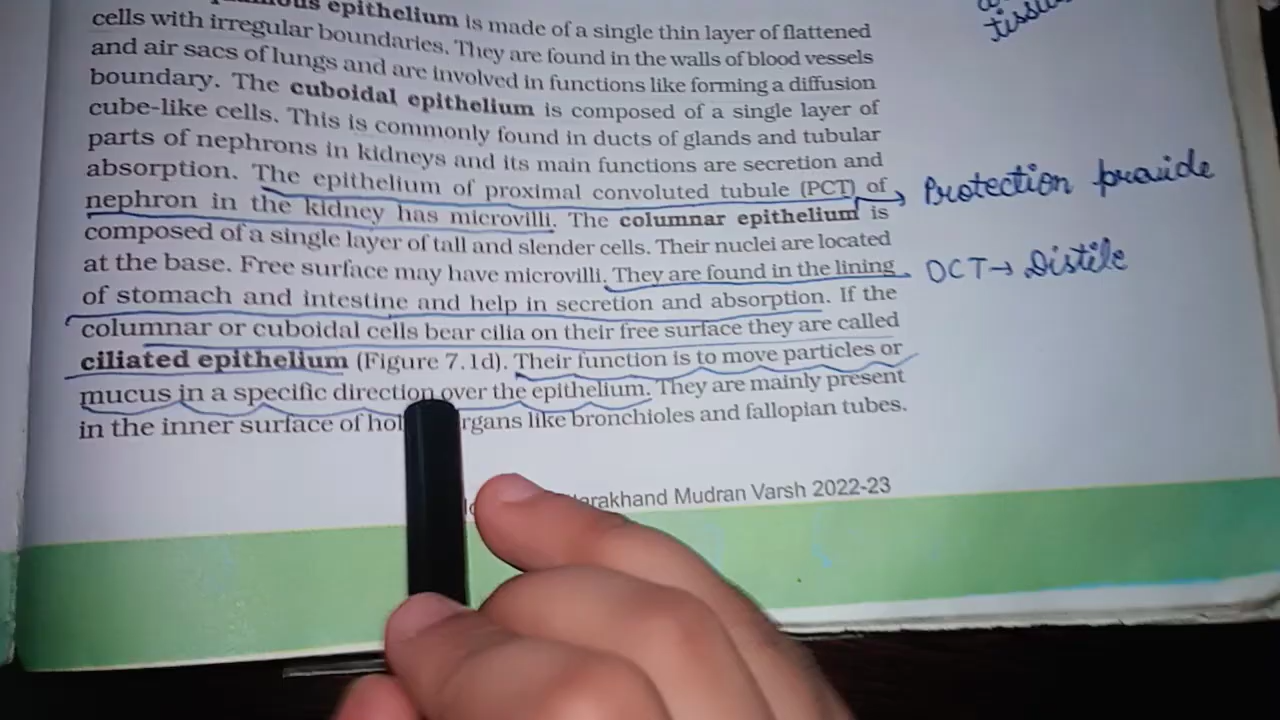 epithelium is made of a single thin layer of flattened
cells with irregular boundaries. They are found in the walls of blood vessels
and air sacs of lungs and are involved in functions like forming a diffusion
boundary. The cuboidal epithelium is composed of a single layer of
cube-like cells. This is commonly found in ducts of glands and tubular
parts of nephrons in kidneys and its main functions are secretion and
absorption. The epithelium of proximal convoluted tubule (PCT) of
nephron in the kidney has microvilli. The columnar epithelium is
composed of a single layer of tall and slender cells. Their nuclei are located
at the base. Free surface may have microvilli. They are found in the lining
of stomach and intestine and help in secretion and absorption. If the
columnar or cuboidal cells bear cilia on their free surface they are called
ciliated epithelium (Figure 7.1d). Their function is to move particles or
mucus in a specific direction over the epithelium. They are mainly present
in the inner surface of like bronchioles and fallopian tubes.
Mudran Varsh 2022-23
Protection provide
DCT→ Distile